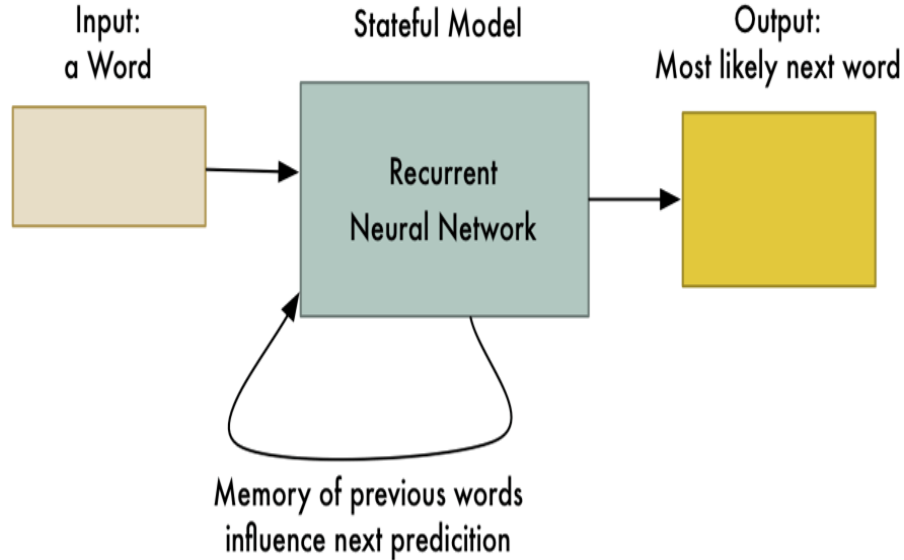 Input:
a Word
Stateful Model
Output:
Most likely next word
Recurrent
Neural Network
Memory of previous words
influence next predicition